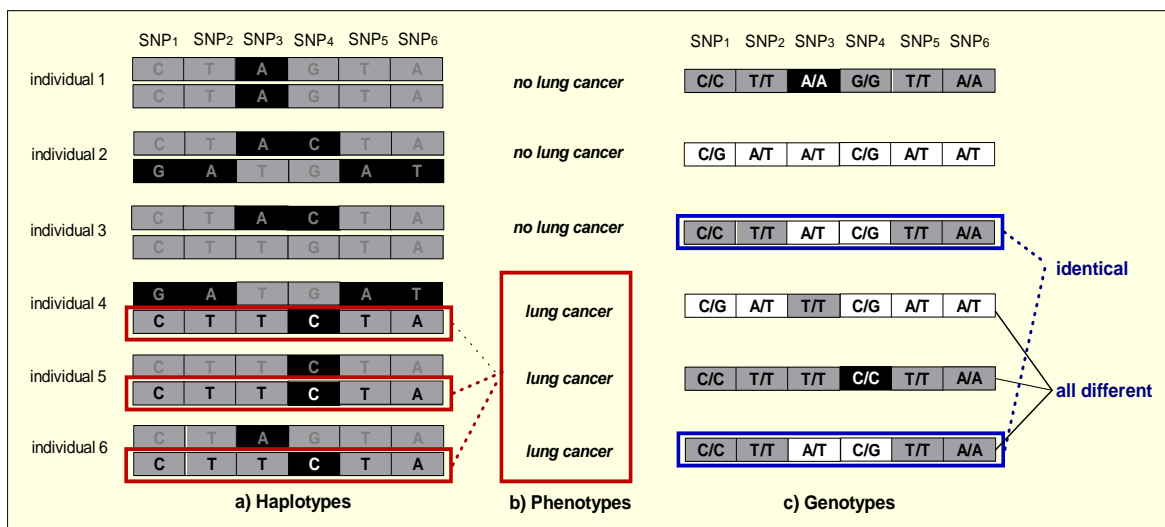 SNP1 SNP2 SNP3 SNP4 SNP5 SNP6 SNP1 SNP2 SNP3 SNP4 SNP5 SNP6
individual 1
C T A G T A
C T A G T A
no lung cancer
C/C T/T A/A G/G T/T A/A
individual 2
C T A C T A
G A T G A T
no lung cancer
C/G A/T A/T C/G A/T A/T
individual 3
C T A C T A
C T T G T A
no lung cancer
C/C T/T A/T C/G T/T A/A
identical
individual 4
G A T G A T
C T T C T A
lung cancer
C/G A/T T/T C/G A/T A/T
individual 5
C T T C T A
C T T C T A
lung cancer
C/C T/T T/T C/C T/T A/A
all different
individual 6
C T A G T A
C T T C T A
lung cancer
C/C T/T A/T C/G T/T A/A
a) Haplotypes b) Phenotypes c) Genotypes